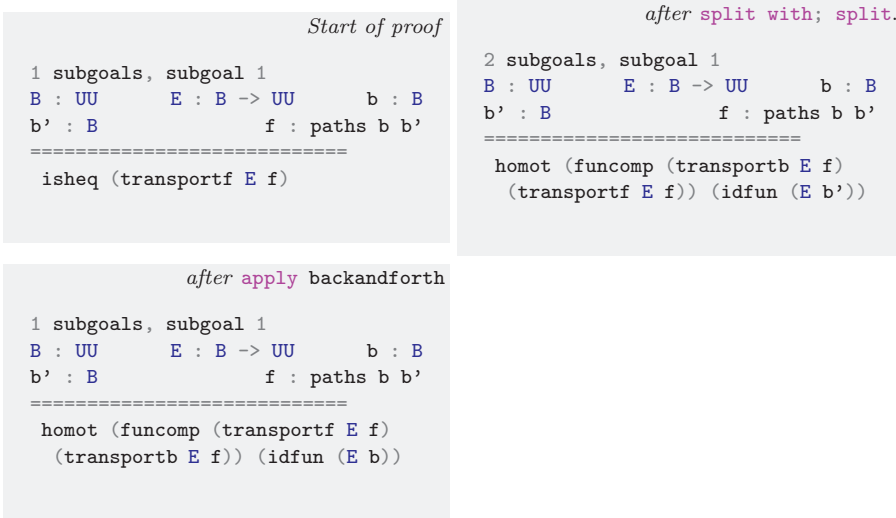 Start of proof
1 subgoals, subgoal 1
B : UU E : B -> UU b : B
b’ : B f : paths b b’
============================
isheq (transportf E f)
after split with; split.
2 subgoals, subgoal 1
B : UU E : B -> UU b : B
b’ : B f : paths b b’
============================
homot (funcomp (transportb E f)
(transportf E f)) (idfun (E b’))
after apply backandforth
1 subgoals, subgoal 1
B : UU E : B -> UU b : B
b’ : B f : paths b b’
============================
homot (funcomp (transportf E f)
(transportb E f)) (idfun (E b))